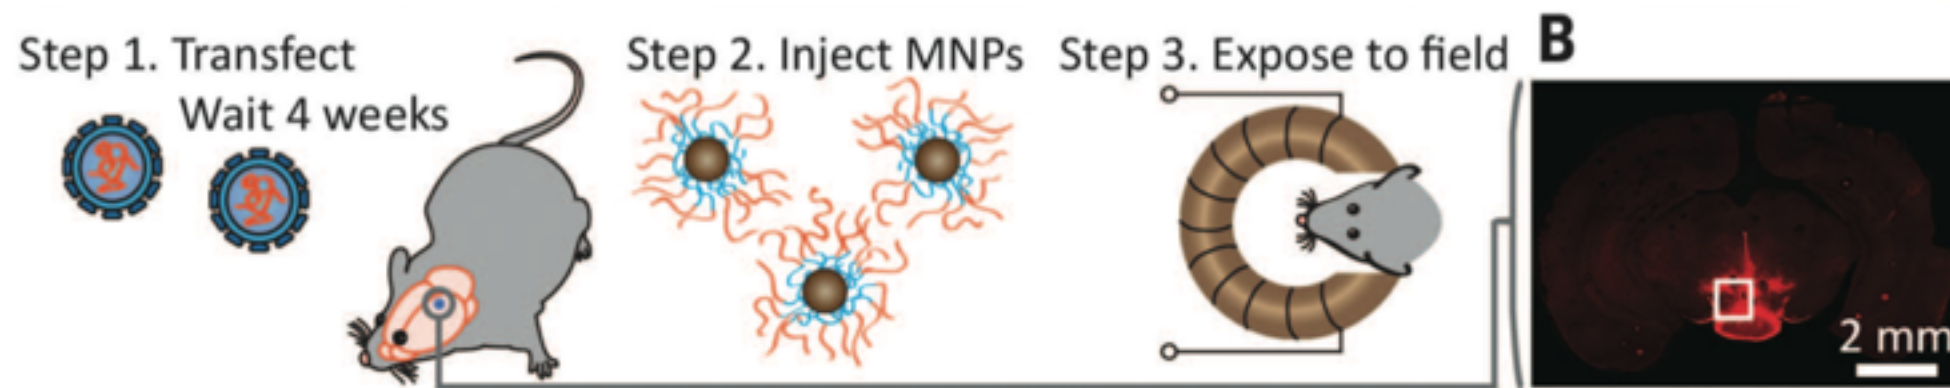 Step 1. Transfect
Wait 4 weeks
Step 2. Inject MNPs
Step 3. Expose to field
B
2 mm